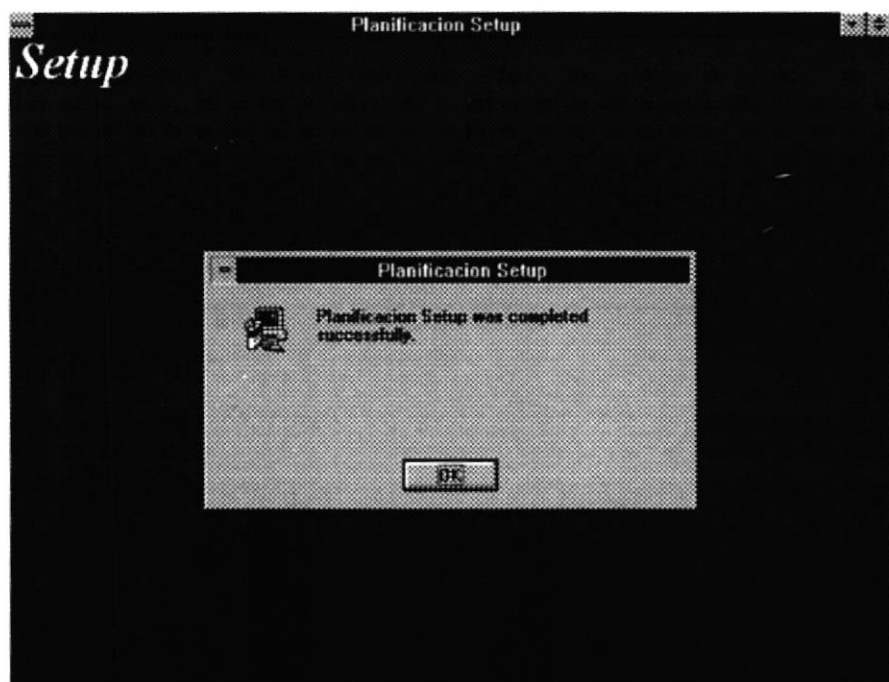 Planificacion Setup
Setup
Planificacion Setup
Planificacion Setup was completed
successfully.
OK